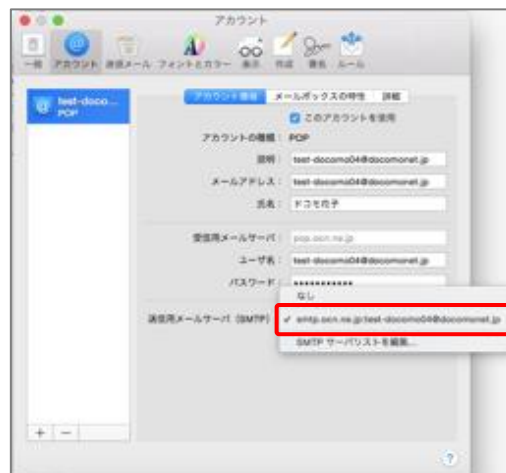 アカウント
一般 アカウント 迷惑メール フォントとカラー 表示 作成 署名 ルール
test-doco...
POP
アカウント情報 メールボックスの特性 詳細
このアカウントを使用
アカウントの種類： POP
説明： test-docomo04@docomonet.jp
メールアドレス： test-docomo04@docomonet.jp
氏名： ドコモ花子
受信用メールサーバ： pop.ocn.ne.jp
ユーザ名： test-docomo04@docomonet.jp
パスワード： •••••••••••
なし
送信用メールサーバ (SMTP) ✓ smtp.ocn.ne.jp:test-docomo04@docomonet.jp
SMTP サーバリストを編集...
+ − ?